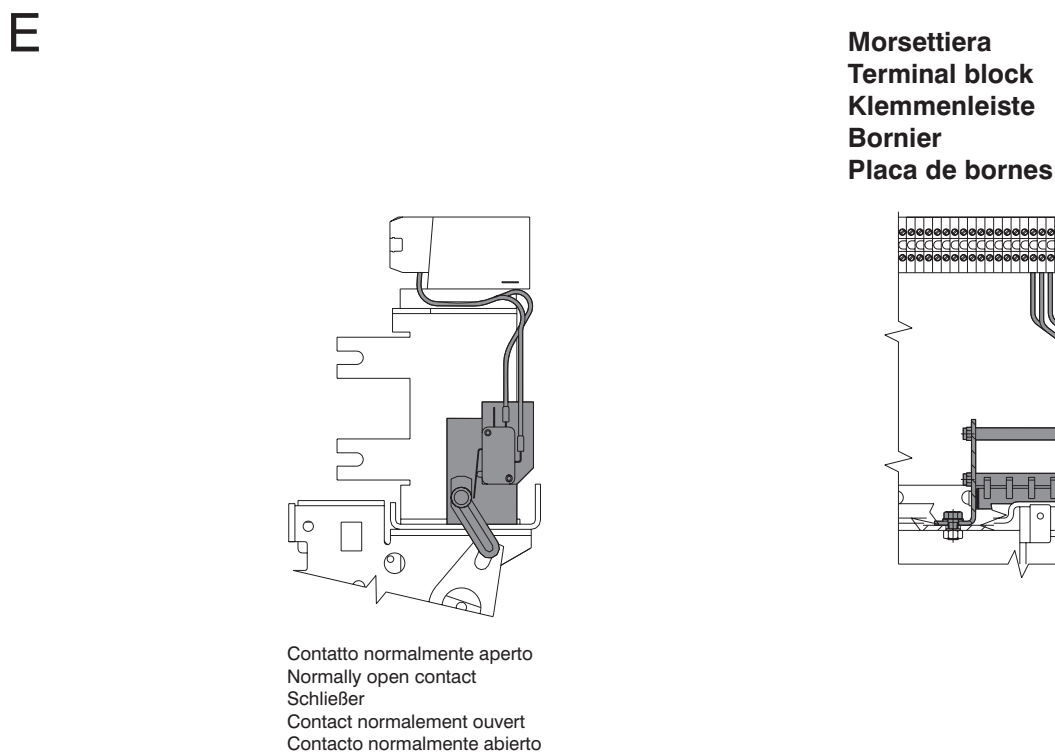 E
Morsettiera
Terminal block
Klemmenleiste
Bornier
Placa de bornes
Contatto normalmente aperto
Normally open contact
Schließer
Contact normalement ouvert
Contacto normalmente abierto